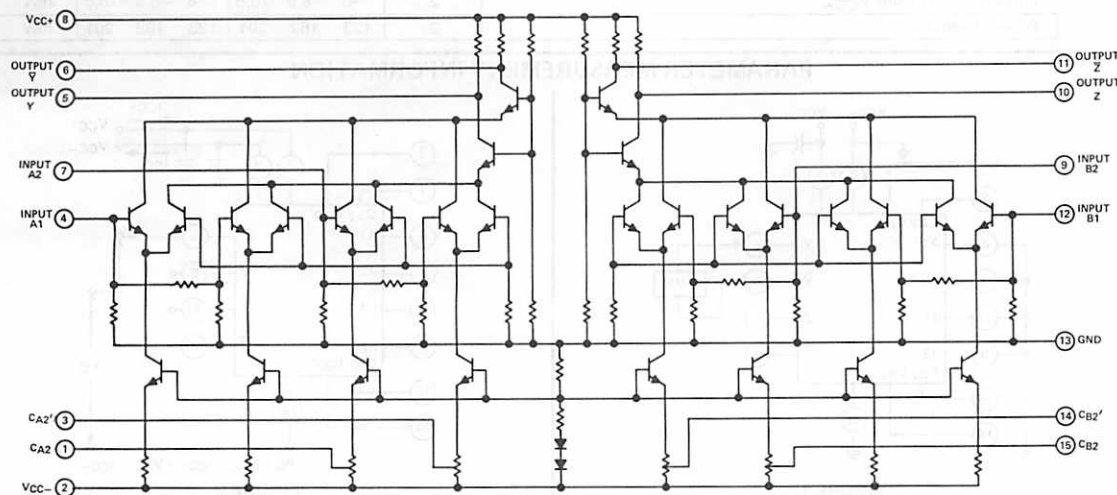 VCC+ 8
OUTPUT Y̅ 6
OUTPUT Y 5
INPUT A2 7
INPUT A1 4
CA2' 3
CA2 1
VCC− 2
11 OUTPUT Z̅
10 OUTPUT Z
9 INPUT B2
12 INPUT B1
13 GND
14 CB2'
15 CB2